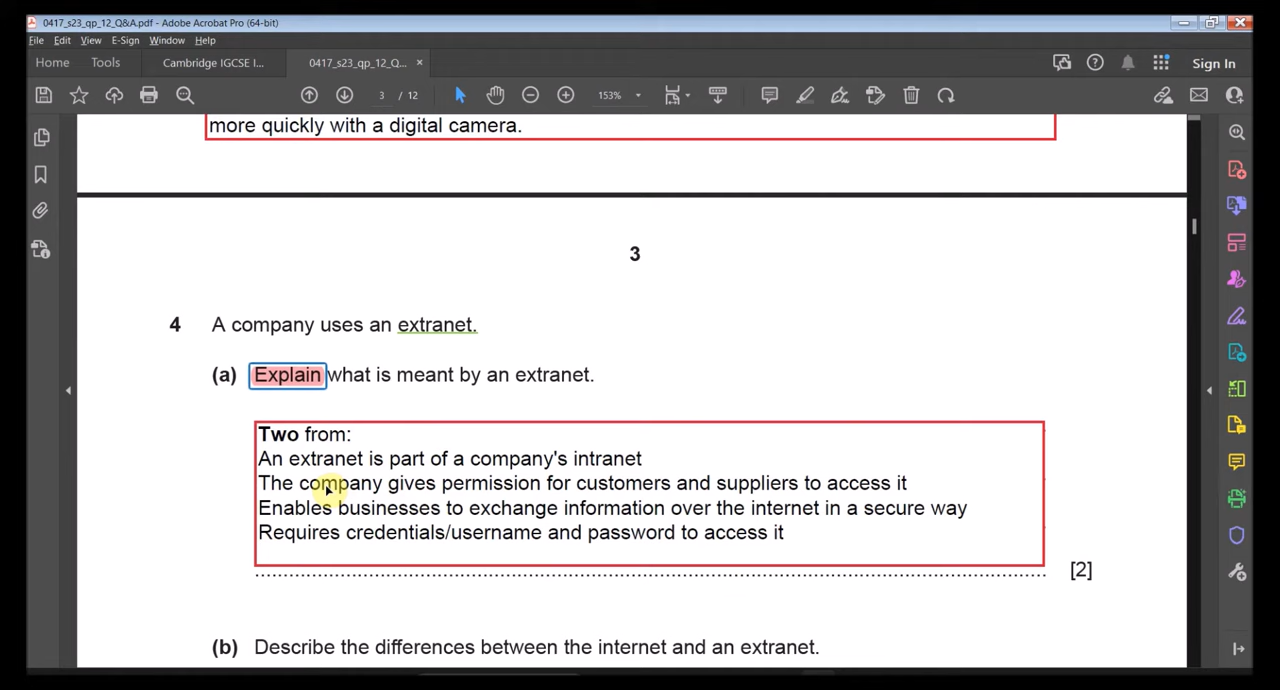 0417_s23_qp_12_Q&A.pdf - Adobe Acrobat Pro (64-bit)
File Edit View E-Sign Window Help
Home Tools Cambridge IGCSE I... 0417_s23_qp_12_Q... × Sign In
3 / 12 153%
more quickly with a digital camera.
3
4 A company uses an extranet.
(a) Explain what is meant by an extranet.
Two from:
An extranet is part of a company's intranet
The company gives permission for customers and suppliers to access it
Enables businesses to exchange information over the internet in a secure way
Requires credentials/username and password to access it
[2]
(b) Describe the differences between the internet and an extranet.